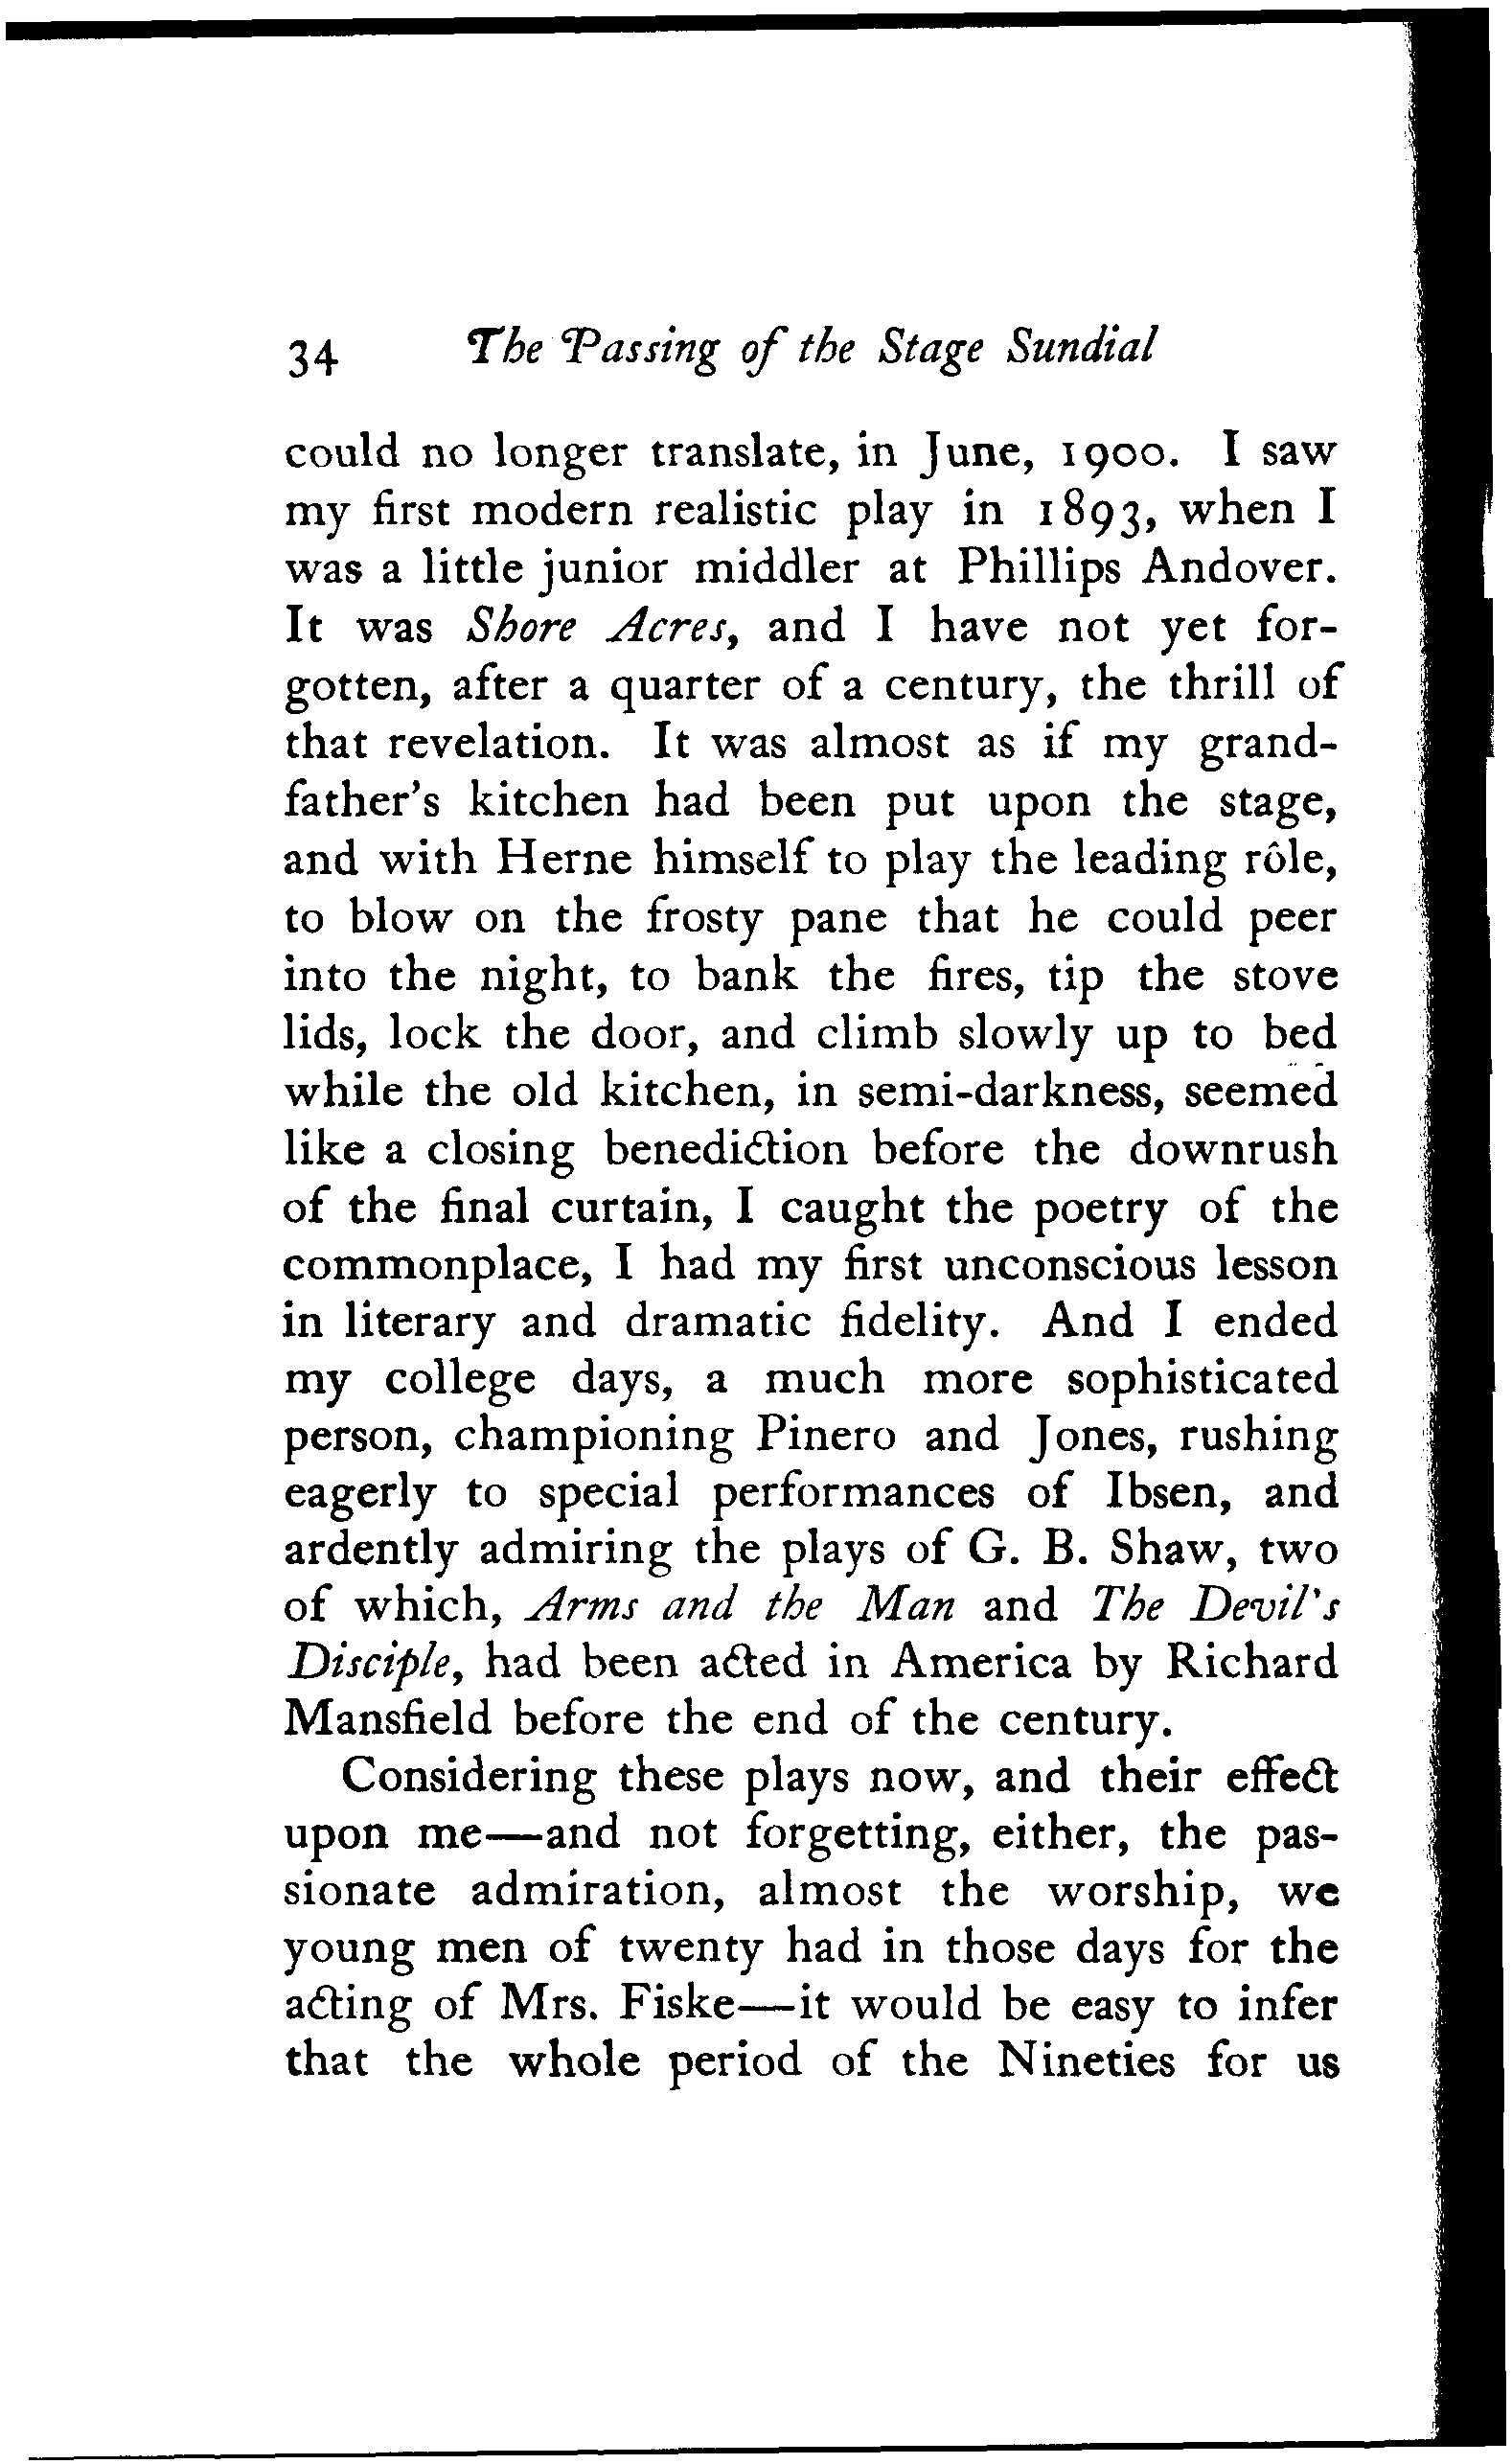 34 The Passing of the Stage Sundial
could no longer translate, in June, 1900. I saw
my first modern realistic play in 1893, when I
was a little junior middler at Phillips Andover.
It was Shore Acres, and I have not yet for-
gotten, after a quarter of a century, the thrill of
that revelation. It was almost as if my grand-
father's kitchen had been put upon the stage,
and with Herne himself to play the leading rôle,
to blow on the frosty pane that he could peer
into the night, to bank the fires, tip the stove
lids, lock the door, and climb slowly up to bed
while the old kitchen, in semi-darkness, seemed
like a closing benediction before the downrush
of the final curtain, I caught the poetry of the
commonplace, I had my first unconscious lesson
in literary and dramatic fidelity. And I ended
my college days, a much more sophisticated
person, championing Pinero and Jones, rushing
eagerly to special performances of Ibsen, and
ardently admiring the plays of G. B. Shaw, two
of which, Arms and the Man and The Devil's
Disciple, had been acted in America by Richard
Mansfield before the end of the century.
Considering these plays now, and their effect
upon me—and not forgetting, either, the pas-
sionate admiration, almost the worship, we
young men of twenty had in those days for the
acting of Mrs. Fiske—it would be easy to infer
that the whole period of the Nineties for us